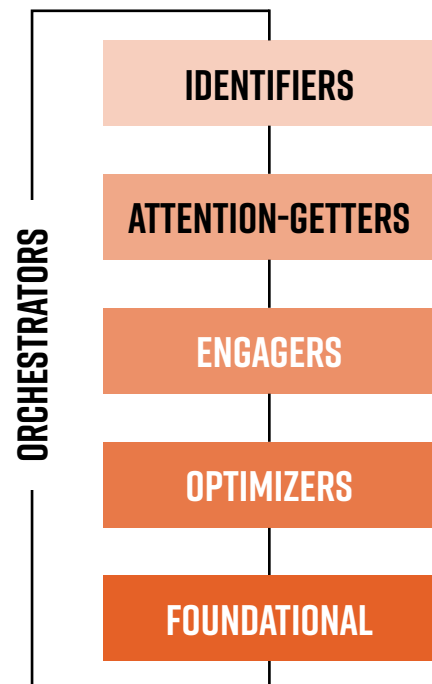 ORCHESTRATORS
IDENTIFIERS
ATTENTION-GETTERS
ENGAGERS
OPTIMIZERS
FOUNDATIONAL